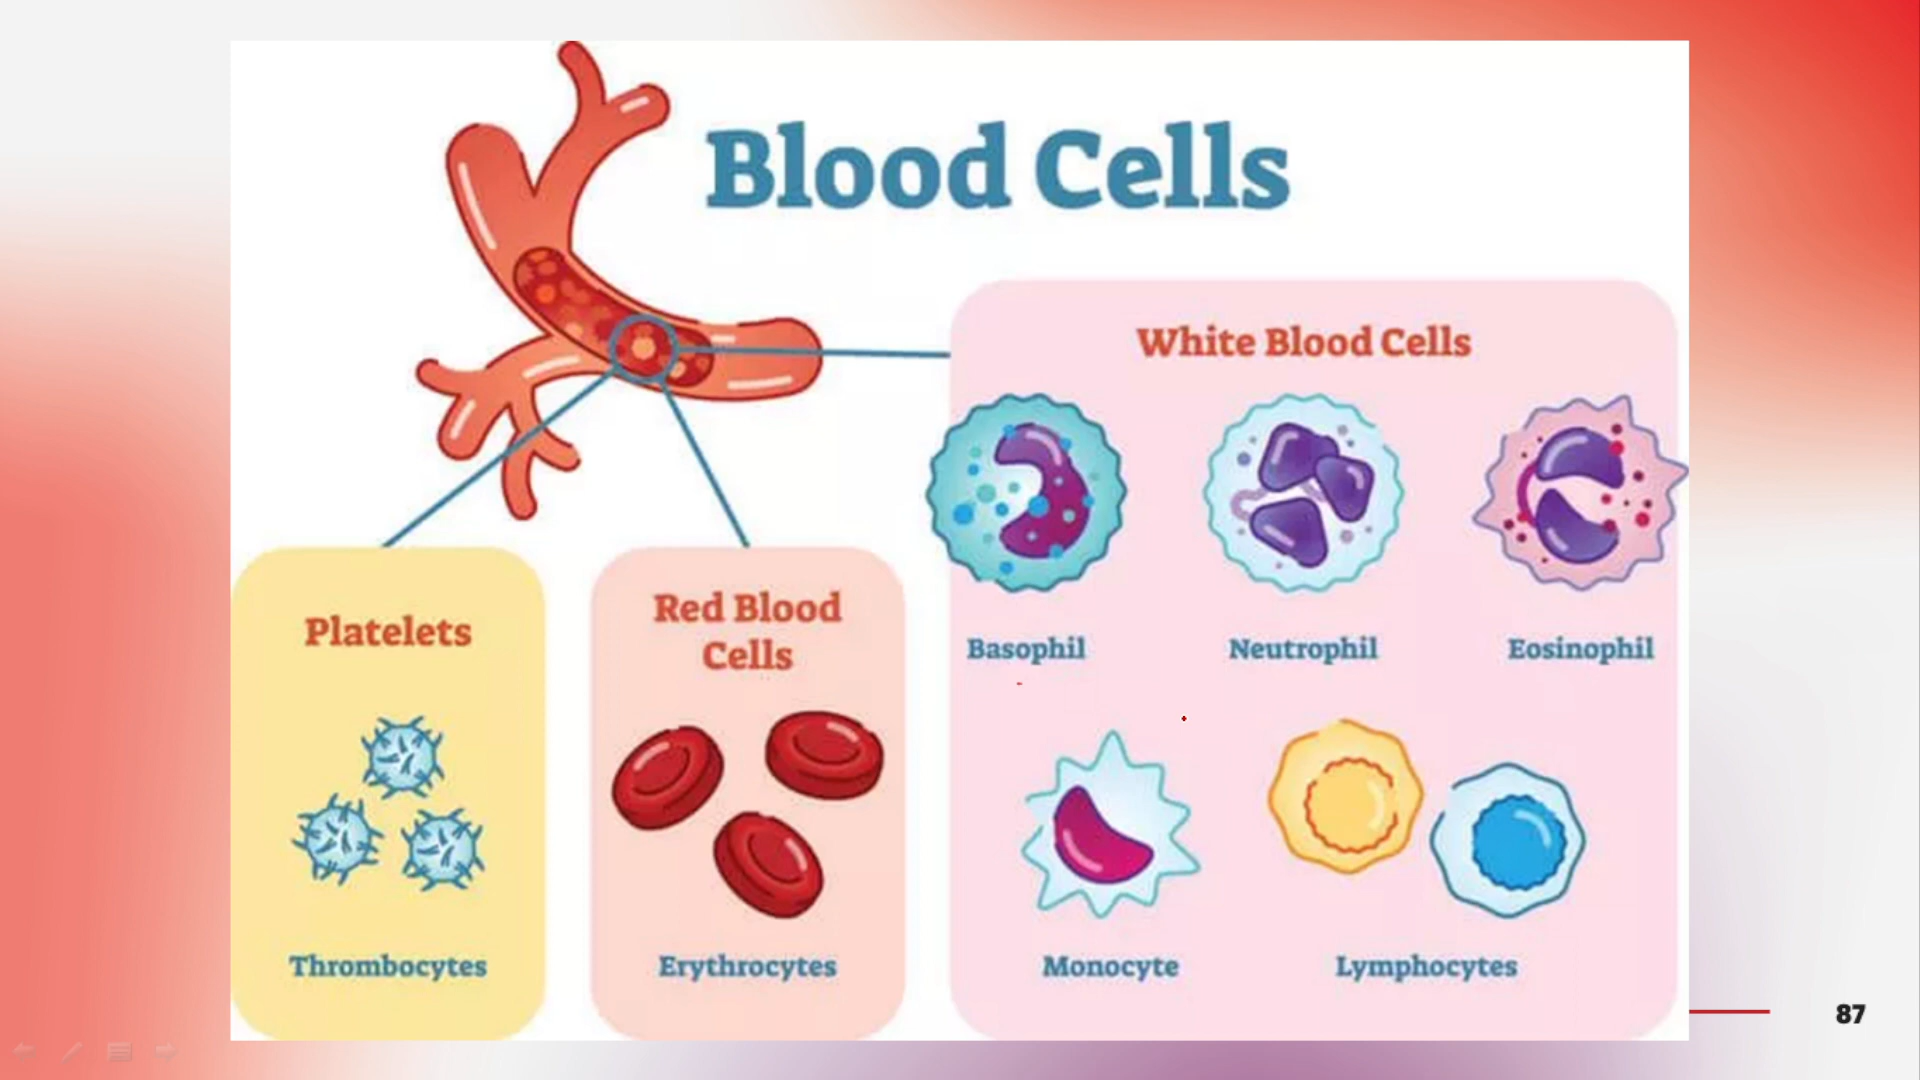 Blood Cells
White Blood Cells
Basophil
Neutrophil
Eosinophil
Monocyte
Lymphocytes
Platelets
Thrombocytes
Red Blood
Cells
Erythrocytes
87